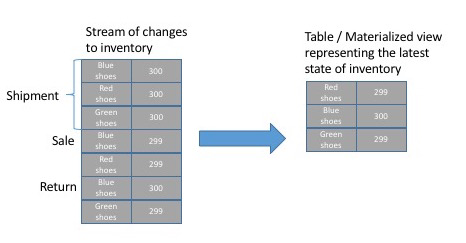 Stream of changes
to inventory
Shipment
Sale
Return
Blue
shoes
300
Red
shoes
300
Green
shoes
300
Blue
shoes
299
Red
shoes
299
Blue
shoes
300
Green
shoes
299
Table / Materialized view
representing the latest
state of inventory
Red
shoes
299
Blue
shoes
300
Green
shoes
299